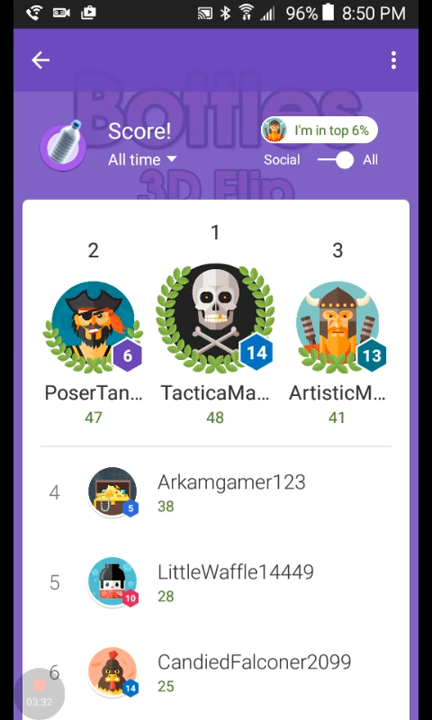 96% 8:50 PM
Bottles
3D Flip
Score!
I'm in top 6%
All time
Social
All
1
2
3
6
14
13
PoserTan...
TacticaMa...
ArtisticM...
47
48
41
4
Arkamgamer123
5
38
5
LittleWaffle14449
10
28
6
CandiedFalconer2099
14
25
03:32